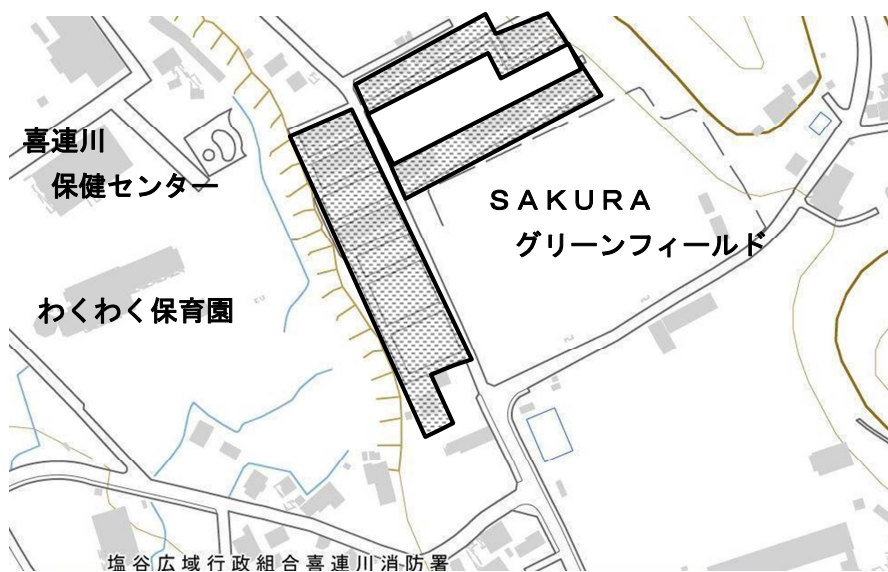 喜連川
保健センター
SAKURA
グリーンフィールド
わくわく保育園
塩谷広域行政組合喜連川消防署